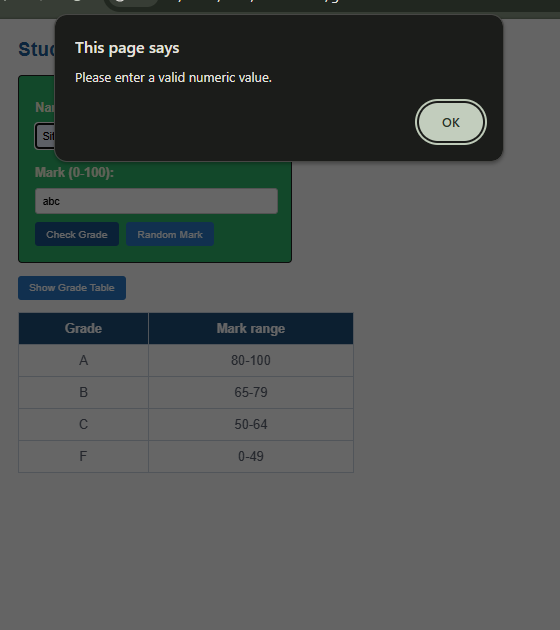 This page says
Please enter a valid numeric value.
OK
Mark (0-100):
abc
Check Grade Random Mark
Show Grade Table
Grade Mark range
A 80-100
B 65-79
C 50-64
F 0-49